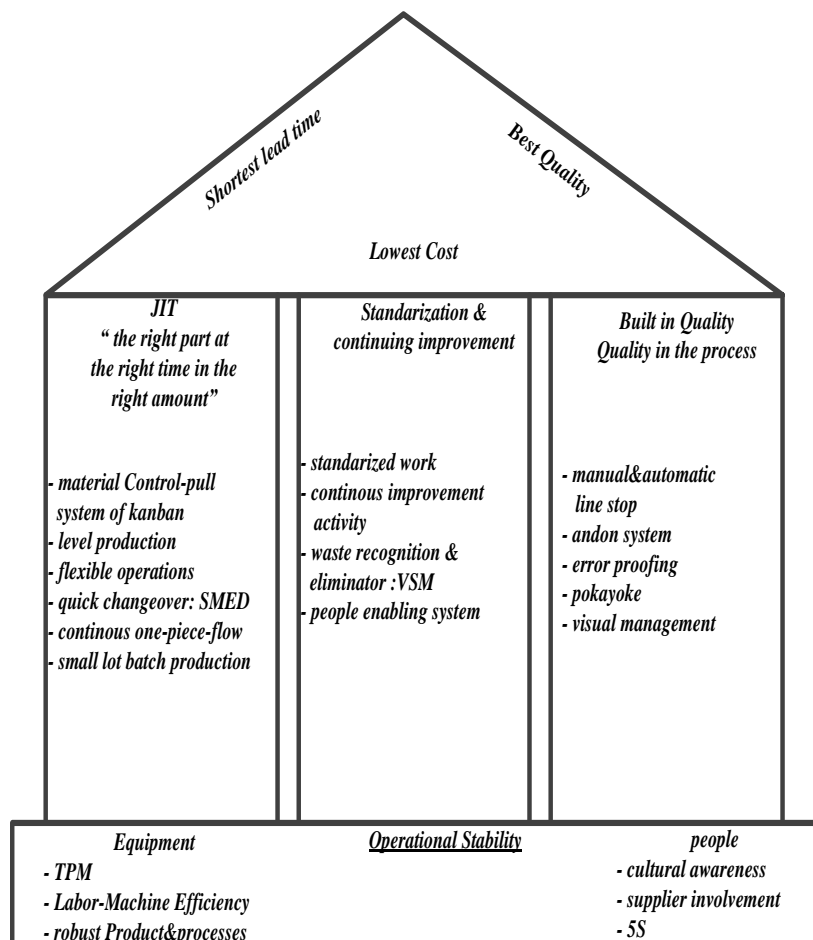 Shortest lead time
Best Quality
Lowest Cost
JIT
“ the right part at
the right time in the
right amount”
- material Control-pull
system of kanban
- level production
- flexible operations
- quick changeover: SMED
- continous one-piece-flow
- small lot batch production
Standarization &
continuing improvement
- standarized work
- continous improvement
activity
- waste recognition &
eliminator :VSM
- people enabling system
Built in Quality
Quality in the process
- manual&automatic
line stop
- andon system
- error proofing
- pokayoke
- visual management
Equipment
- TPM
- Labor-Machine Efficiency
- robust Product&processes
Operational Stability
people
- cultural awareness
- supplier involvement
- 5S